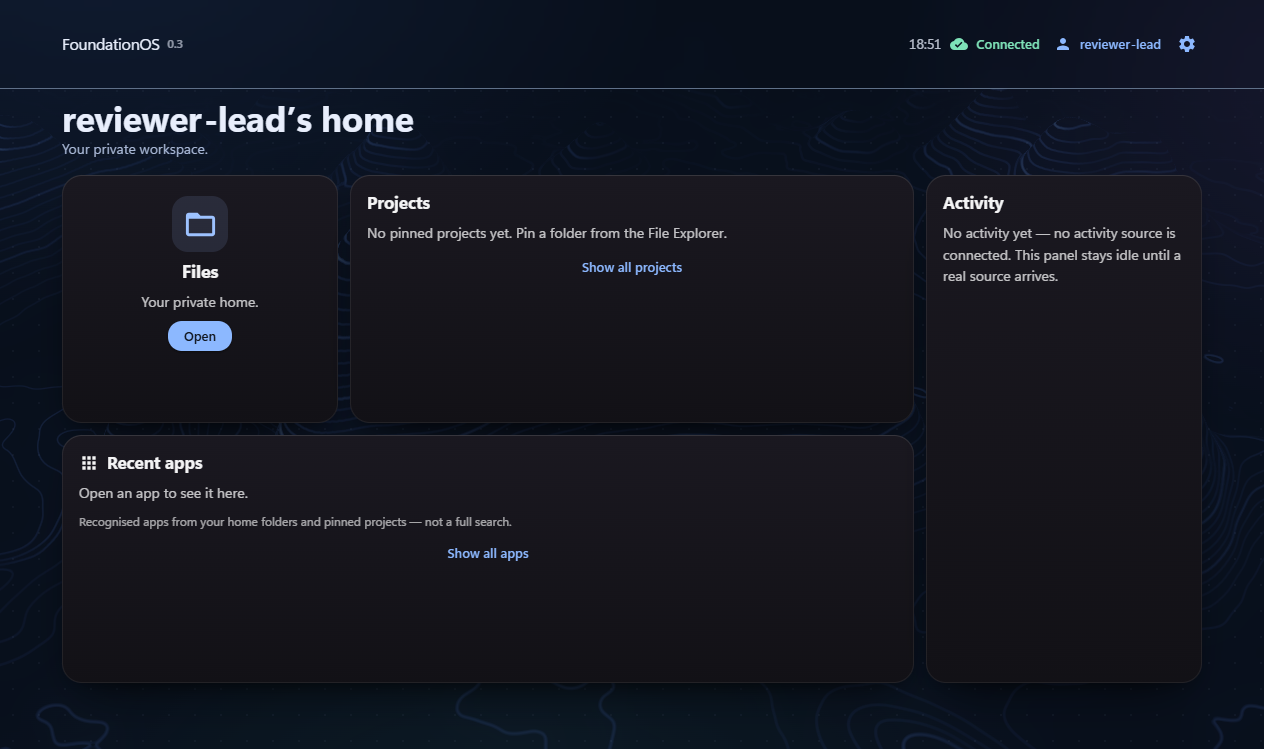 FoundationOS 0.3
18:51 Connected reviewer-lead
reviewer-lead’s home
Your private workspace.
Files
Your private home.
Open
Projects
No pinned projects yet. Pin a folder from the File Explorer.
Show all projects
Activity
No activity yet — no activity source is
connected. This panel stays idle until a
real source arrives.
Recent apps
Open an app to see it here.
Recognised apps from your home folders and pinned projects — not a full search.
Show all apps